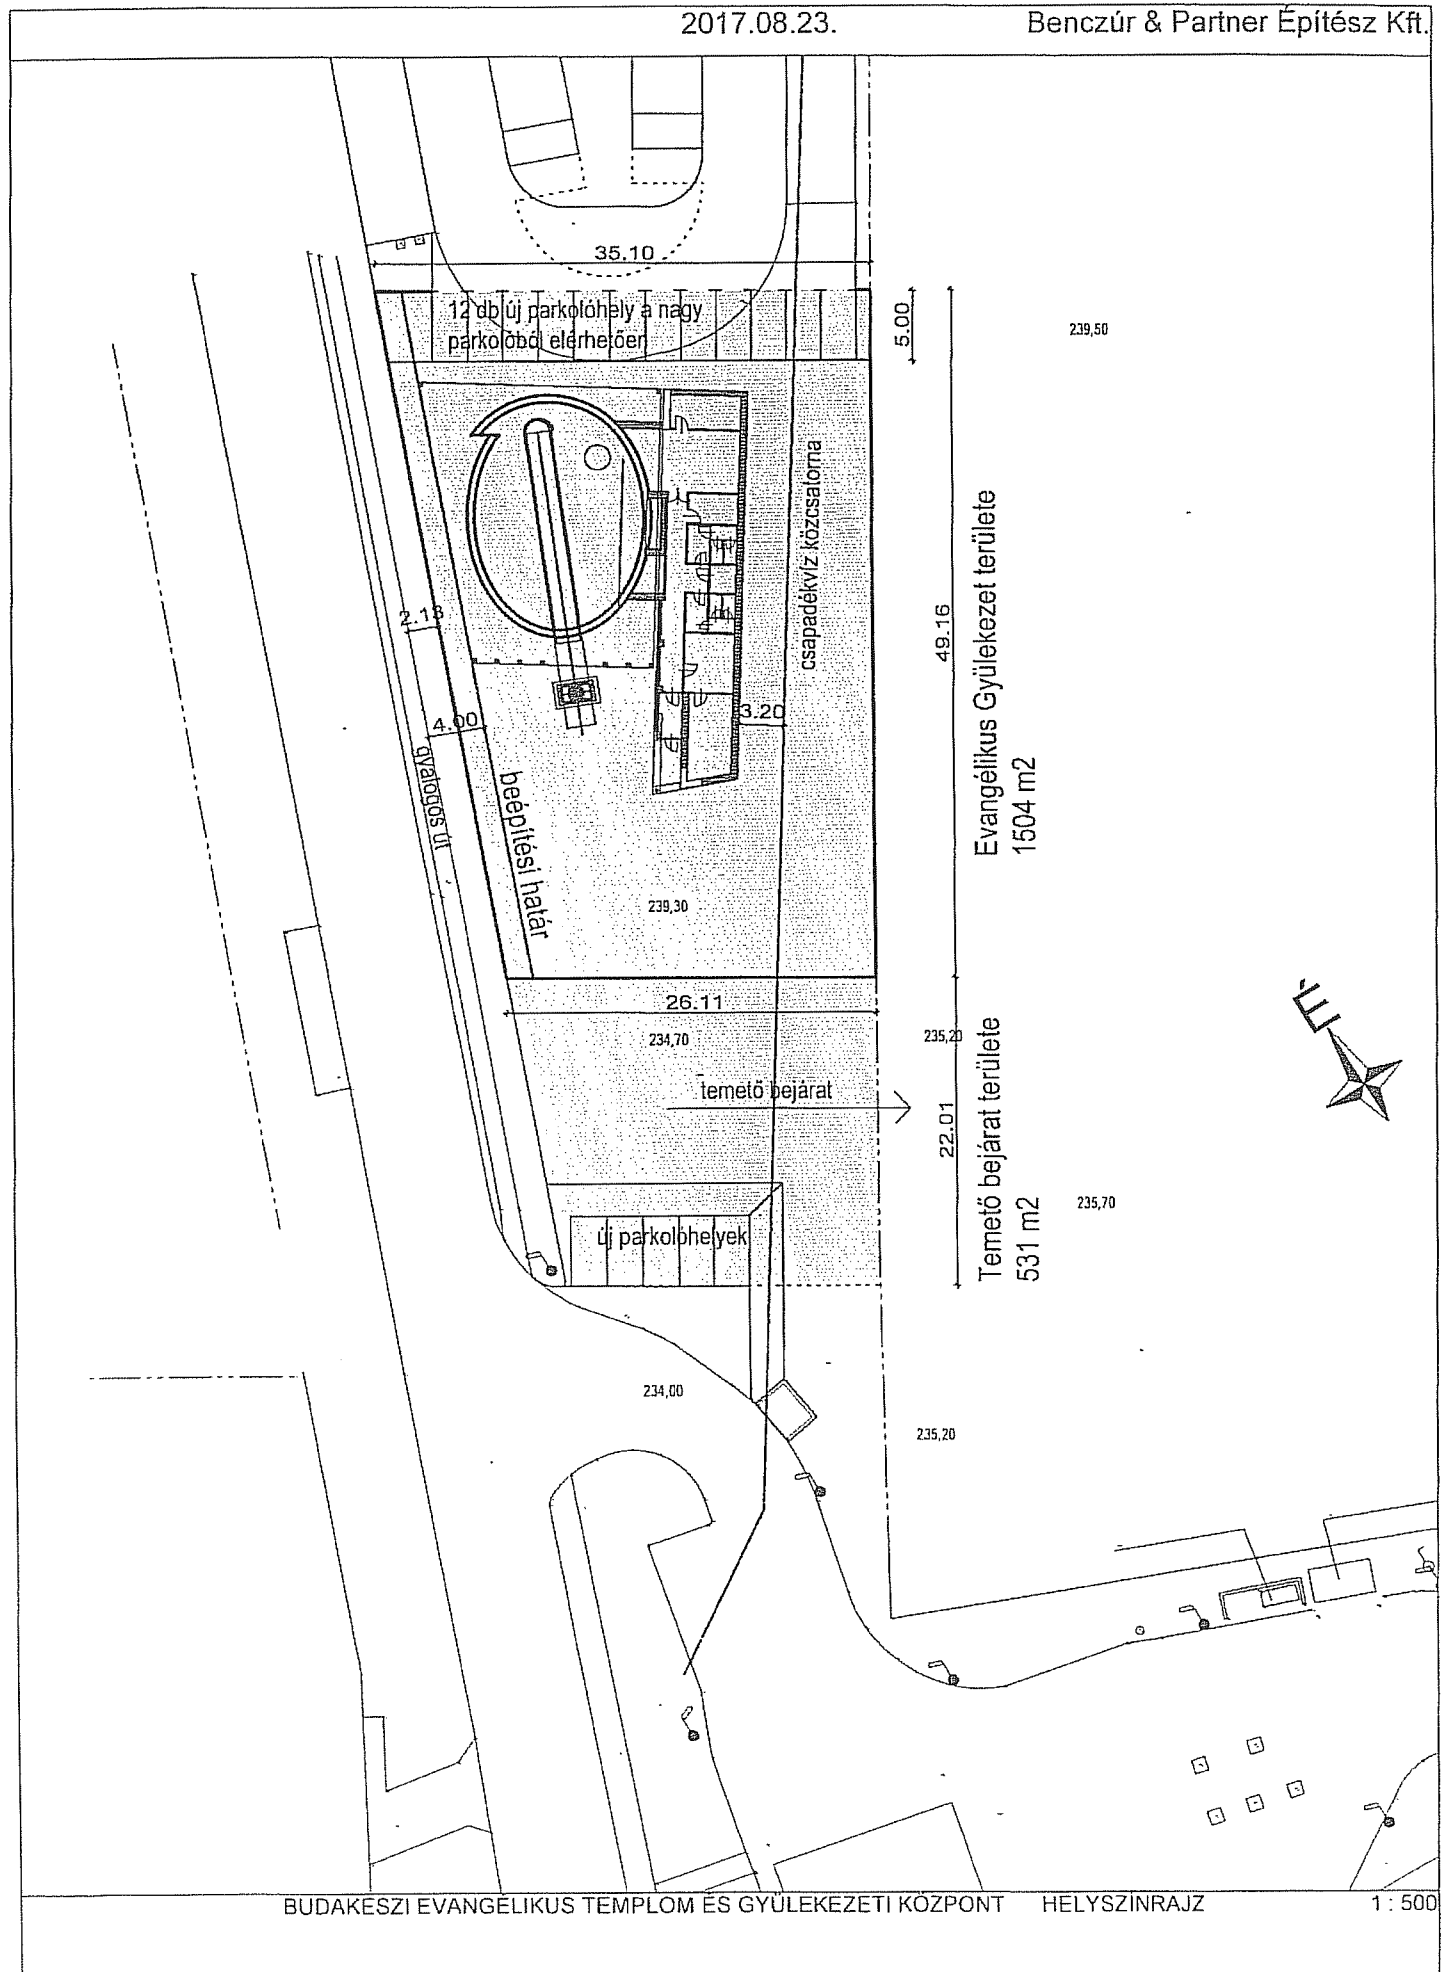 2017.08.23. Benczúr & Partner Építész Kft.
35.10
12 db új parkolóhely a nagy
parkolóból elérhetően
5.00
239,50
csapadékvíz közcsatorna
Evangélikus Gyülekezet területe
1504 m2
49.16
2.13
4.00
3.20
gyalogos út
beépítési határ
239,30
26.11
234,70
235,20
temető bejárat
22.01
Temető bejárat területe
531 m2
É
235,70
új parkolóhelyek
234,00
235,20
BUDAKESZI EVANGÉLIKUS TEMPLOM ÉS GYÜLEKEZETI KÖZPONT HELYSZÍNRAJZ 1 : 500